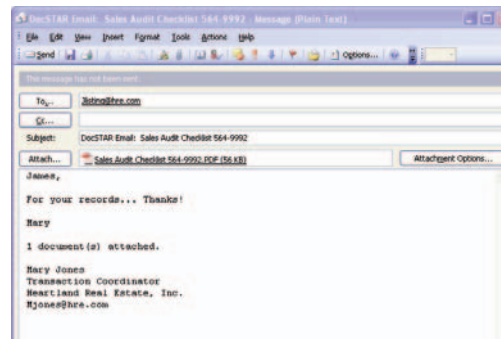 DocSTAR Email: Sales Audit Checklist 564-9992 - Message (Plain Text)
File Edit View Insert Format Tools Actions Help
Send Options...
This message has not been sent.
To...
Cc...
Subject: DocSTAR Email: Sales Audit Checklist 564-9992
Attach... Sales Audit Checklist 564-9992.PDF (56 KB) Attachment Options...
James,
For your records... Thanks!
Mary
1 document(s) attached.
Mary Jones
Transaction Coordinator
Heartland Real Estate, Inc.
Mjones@hre.com